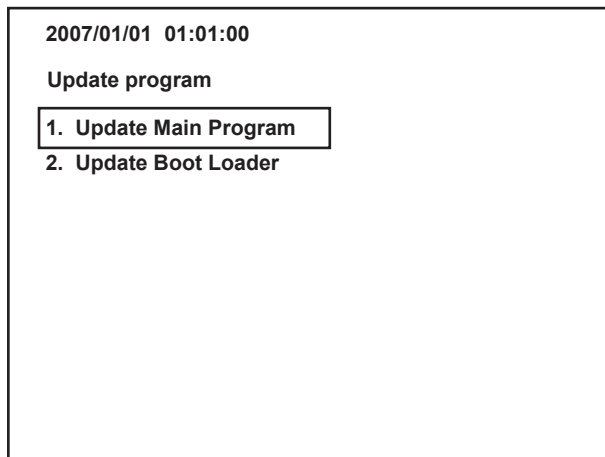 2007/01/01 01:01:00
Update program
1. Update Main Program
2. Update Boot Loader